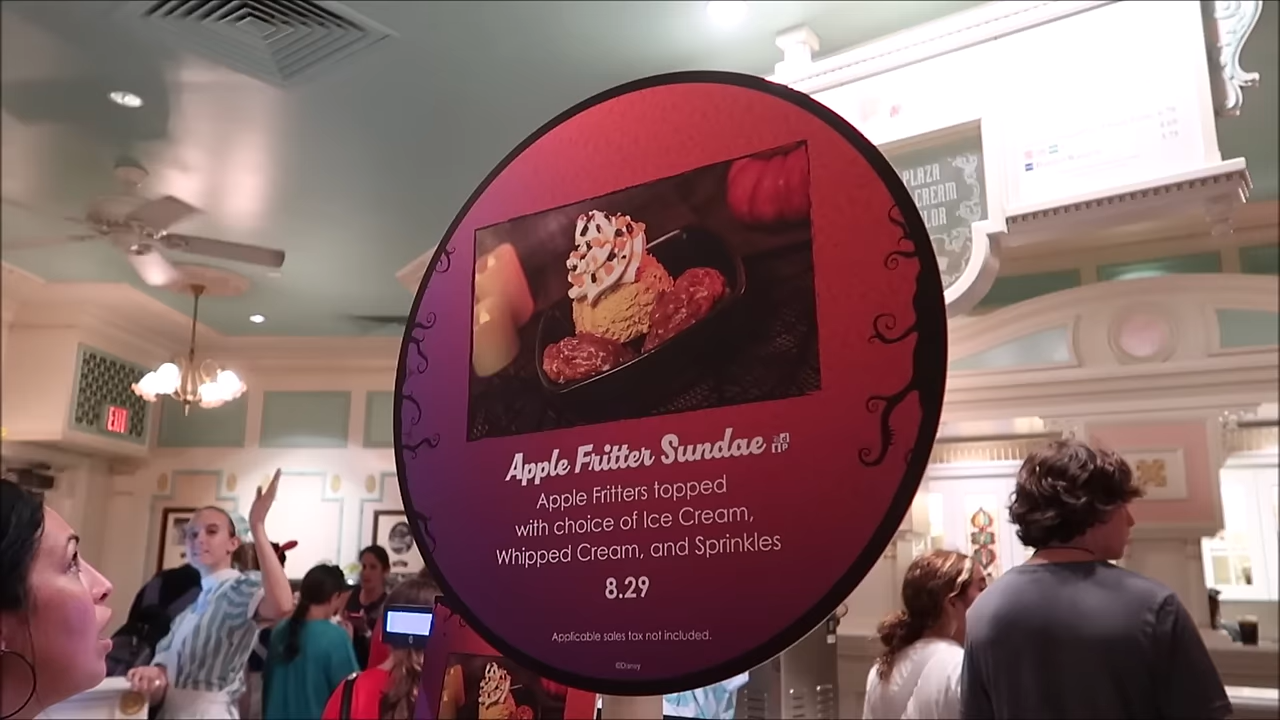 PLAZA
CREAM
EXIT
Apple Fritter Sundae
Apple Fritters topped
with choice of Ice Cream,
Whipped Cream, and Sprinkles
8.29
Applicable sales tax not included.
©Disney